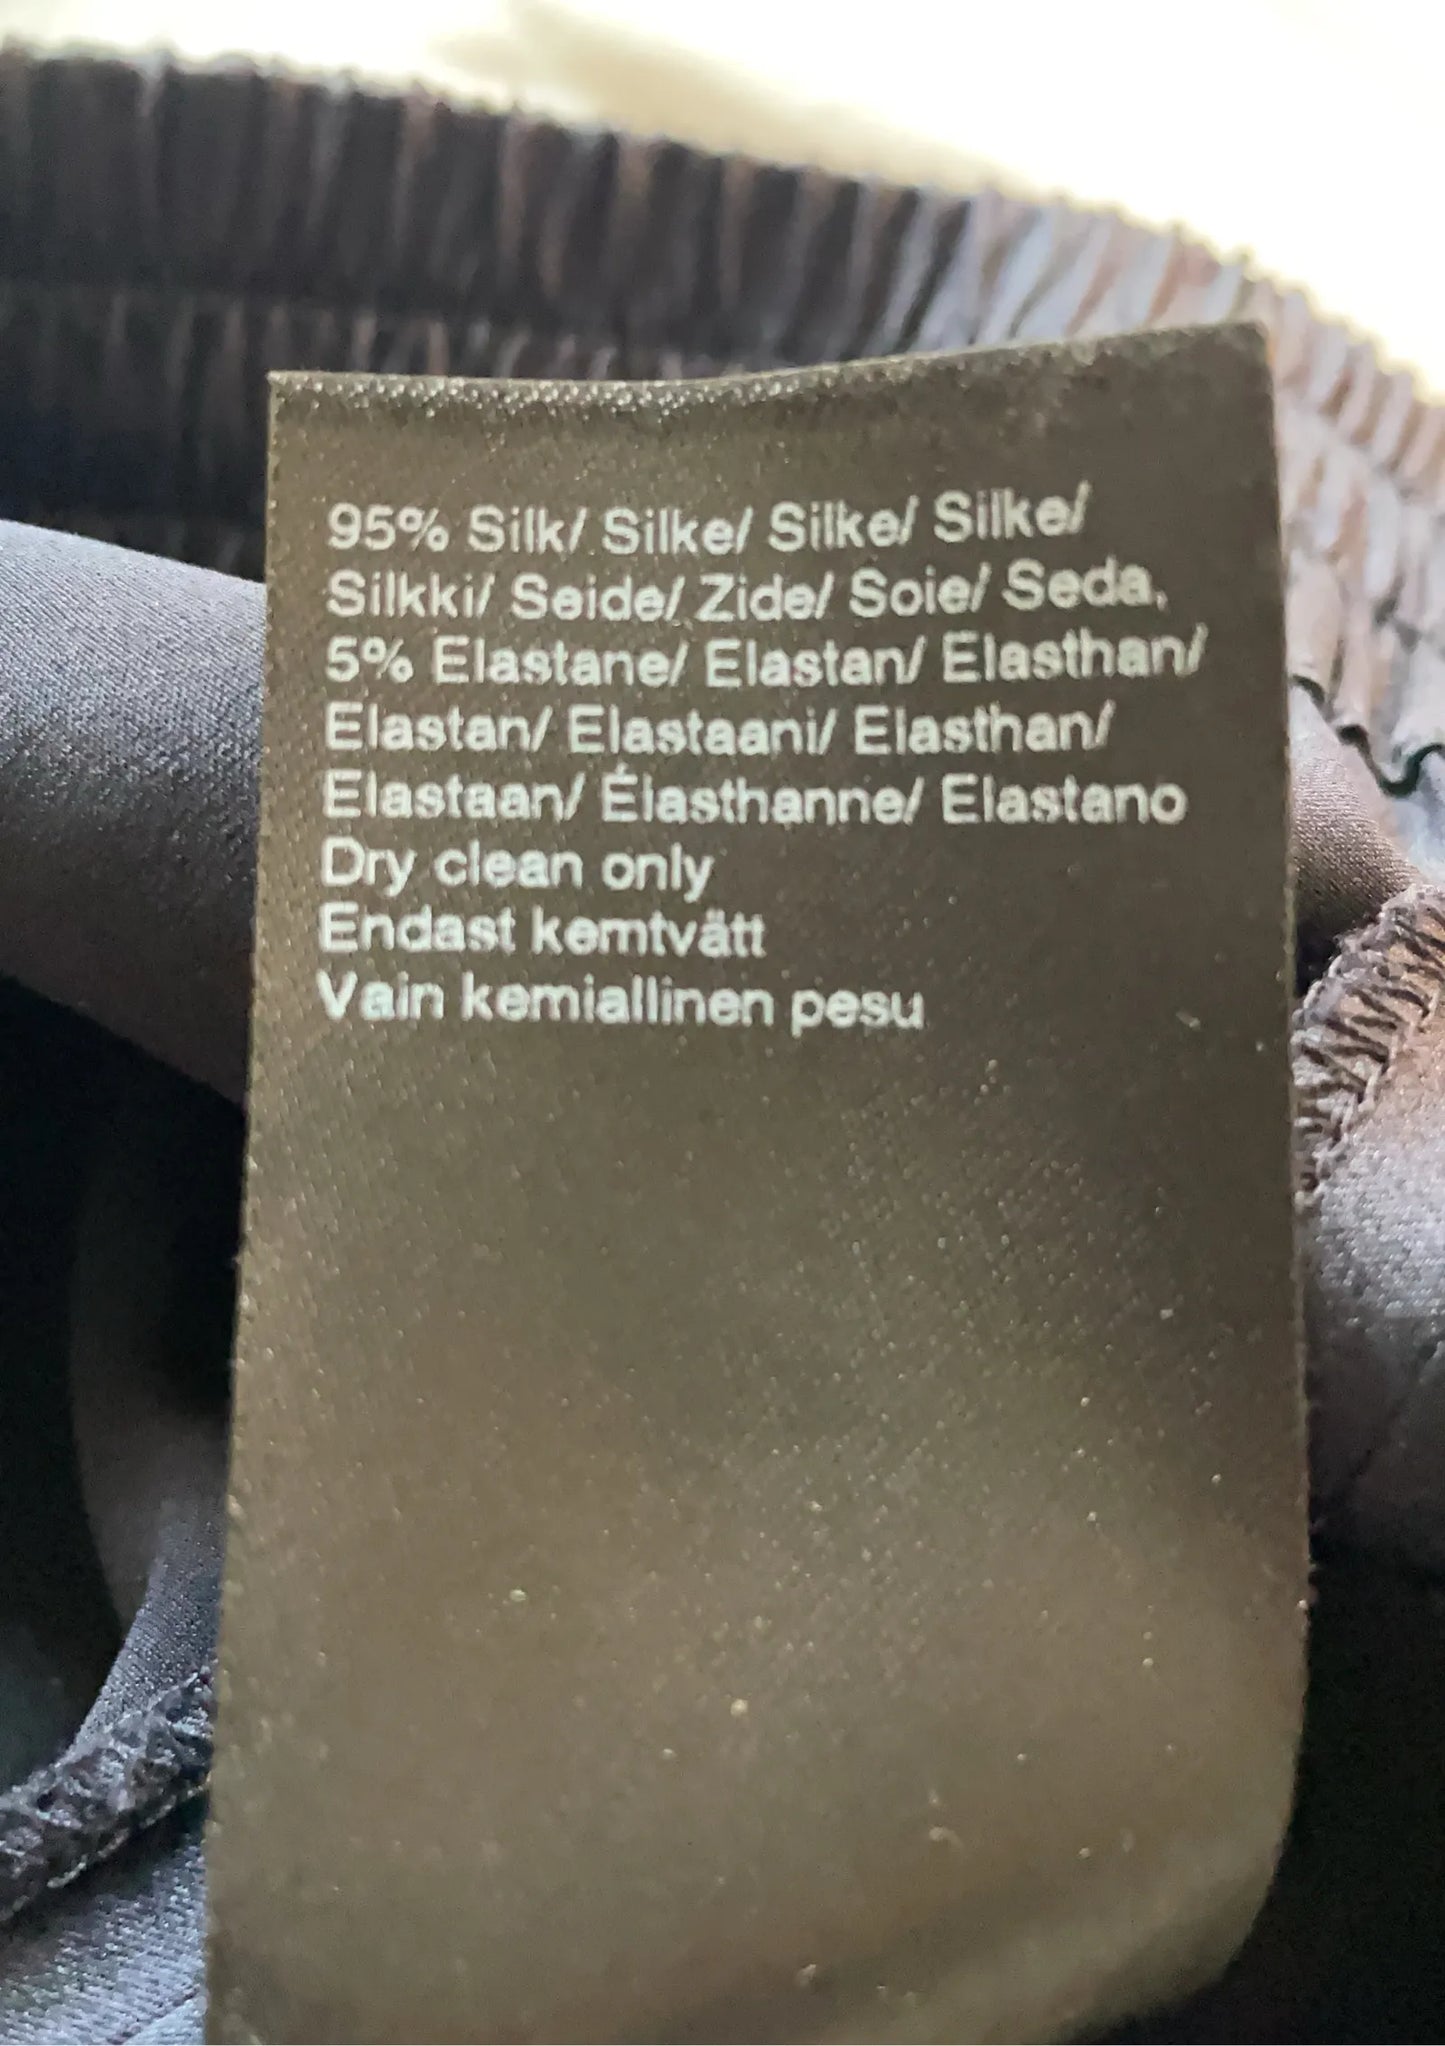 95% Silk/ Silke/ Silke/ Silke/
Silkki/ Seide/ Zide/ Soie/ Seda,
5% Elastane/ Elastan/ Elasthan/
Elastan/ Elastaani/ Elasthan/
Elastaan/ Élasthanne/ Elastano
Dry clean only
Endast kemtvätt
Vain kemiallinen pesu